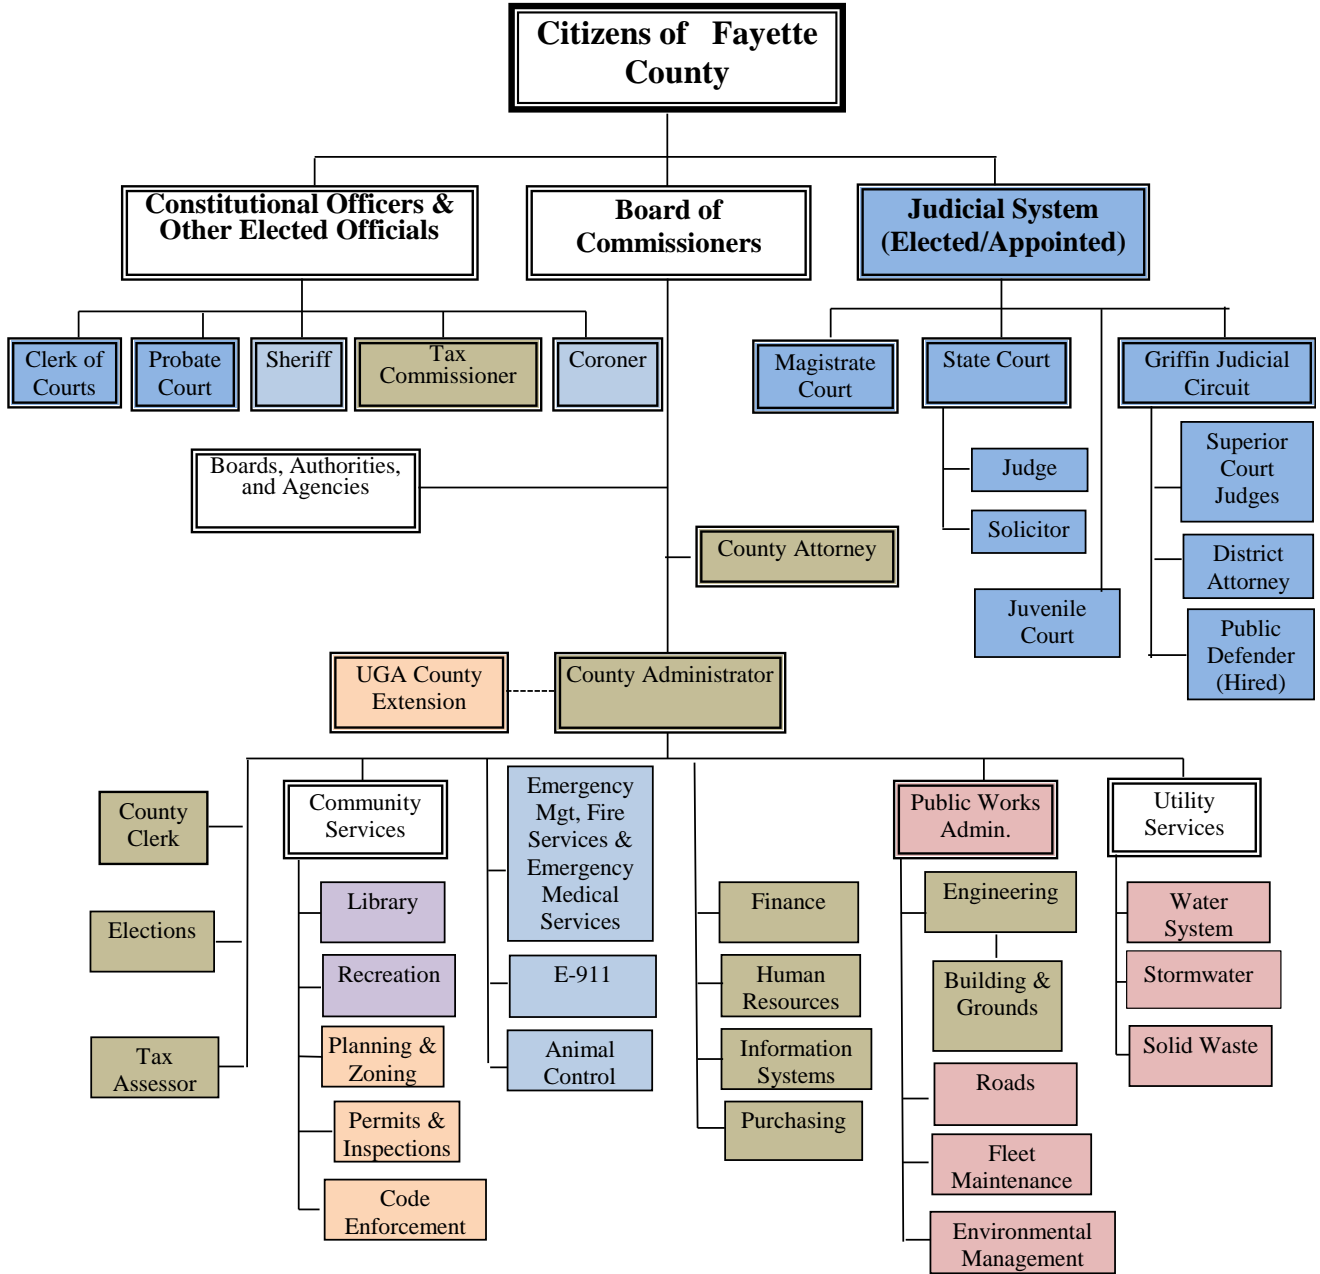 Citizens of Fayette
County
Constitutional Officers &
Other Elected Officials
Board of
Commissioners
Judicial System
(Elected/Appointed)
Clerk of
Courts
Probate
Court
Sheriff
Tax
Commissioner
Coroner
Magistrate
Court
State Court
Griffin Judicial
Circuit
Boards, Authorities,
and Agencies
Judge
Solicitor
Superior
Court
Judges
County Attorney
District
Attorney
Juvenile
Court
Public
Defender
(Hired)
UGA County
Extension
County Administrator
County
Clerk
Elections
Tax
Assessor
Community
Services
Library
Recreation
Planning &
Zoning
Permits &
Inspections
Code
Enforcement
Emergency
Mgt, Fire
Services &
Emergency
Medical
Services
E-911
Animal
Control
Finance
Human
Resources
Information
Systems
Purchasing
Public Works
Admin.
Engineering
Building &
Grounds
Roads
Fleet
Maintenance
Environmental
Management
Utility
Services
Water
System
Stormwater
Solid Waste